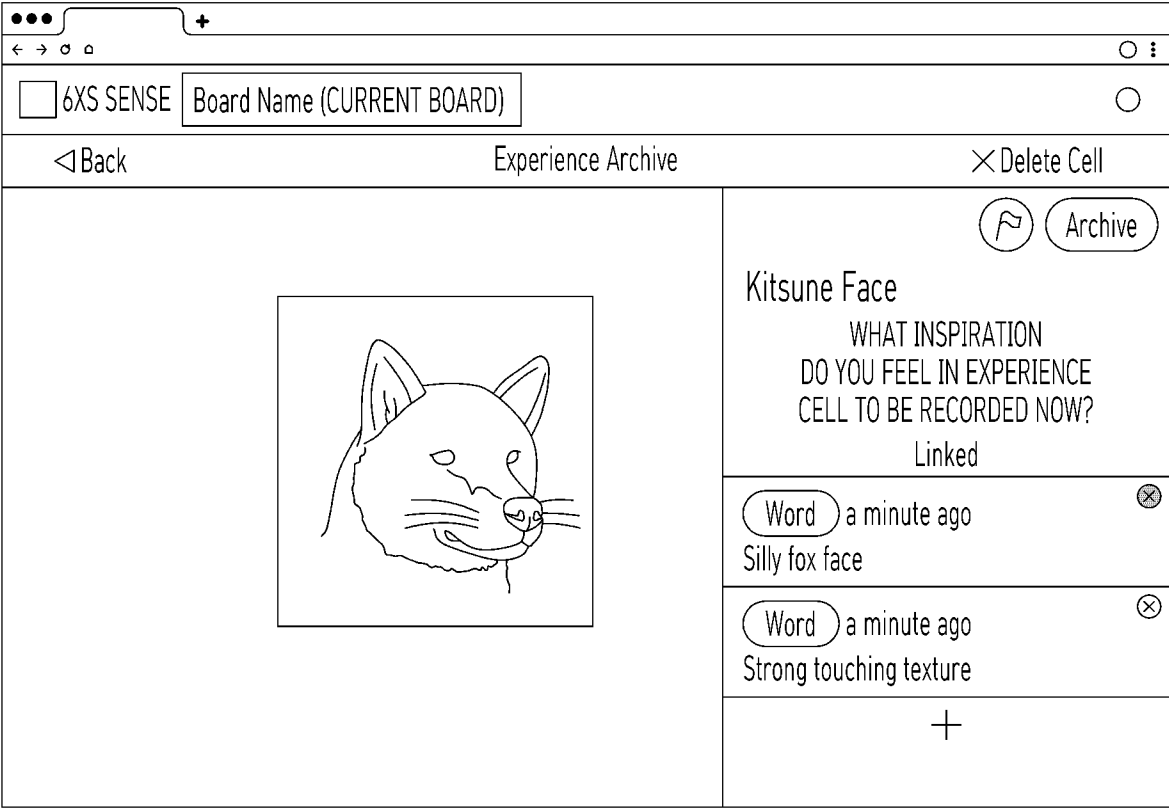 6XS SENSE Board Name (CURRENT BOARD)
Back Experience Archive Delete Cell
Archive
Kitsune Face
WHAT INSPIRATION
DO YOU FEEL IN EXPERIENCE
CELL TO BE RECORDED NOW?
Linked
Word a minute ago
Silly fox face
Word a minute ago
Strong touching texture